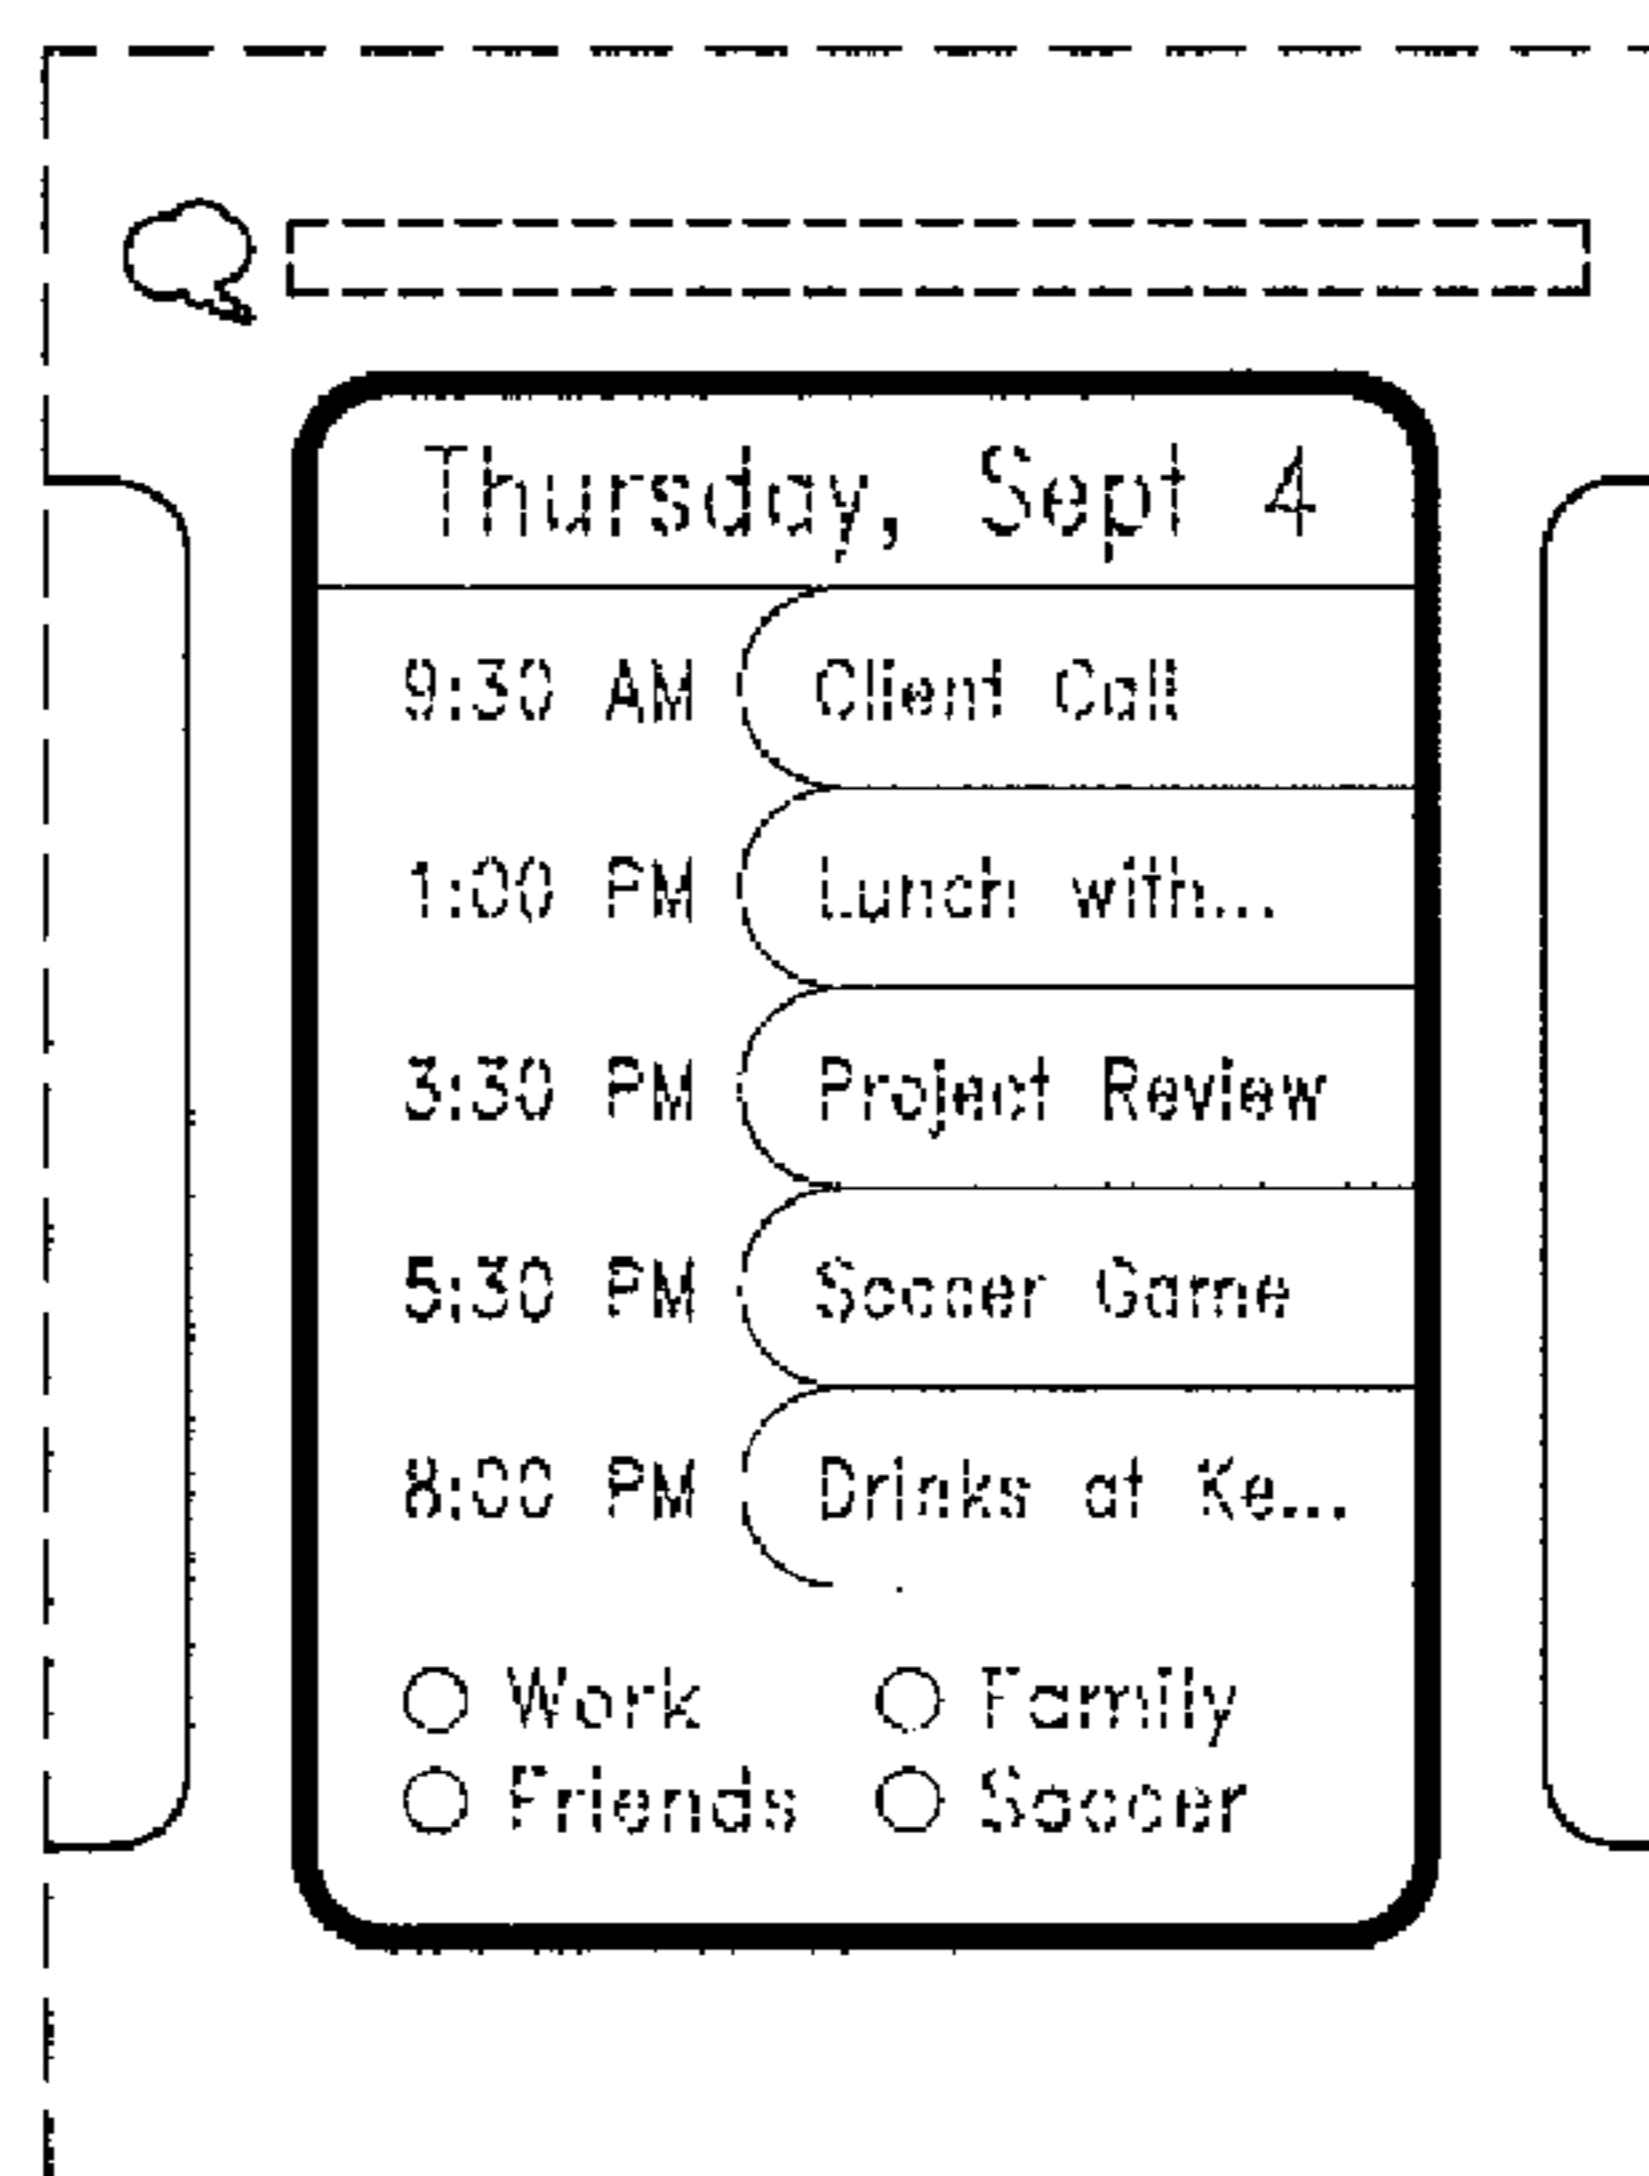 Thursday, Sept 4
9:30 AM Client Call
1:00 PM Lunch with...
3:30 PM Project Review
5:30 PM Soccer Game
8:00 PM Drinks at Ke...
Work Family
Friends Soccer